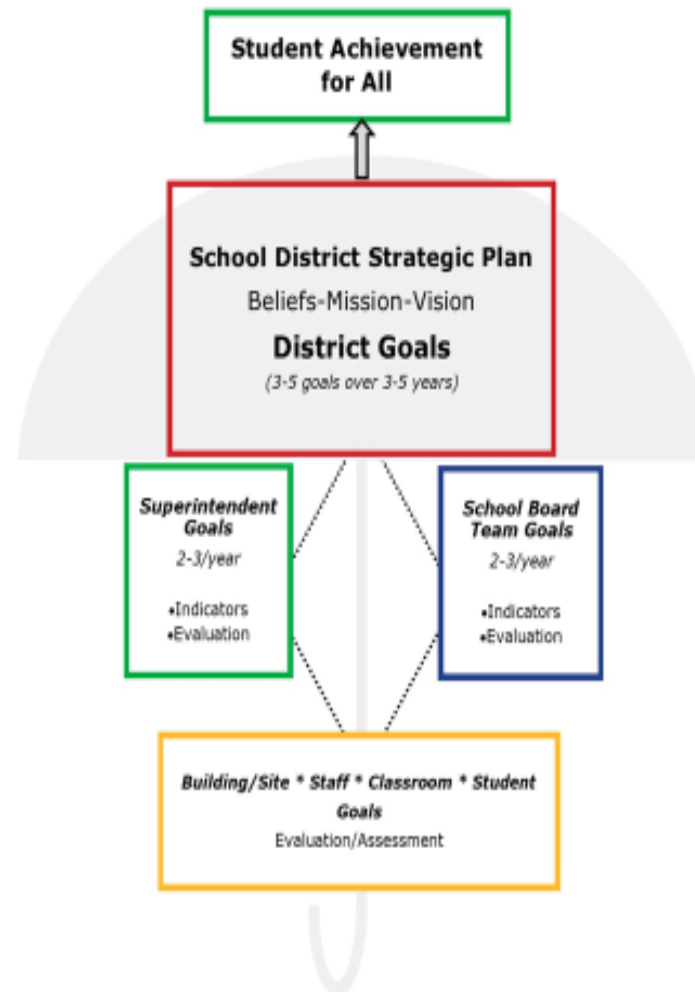 Student Achievement
for All
School District Strategic Plan
Beliefs-Mission-Vision
District Goals
(3-5 goals over 3-5 years)
Superintendent
Goals
2-3/year
•Indicators
•Evaluation
School Board
Team Goals
2-3/year
•Indicators
•Evaluation
Building/Site * Staff * Classroom * Student
Goals
Evaluation/Assessment